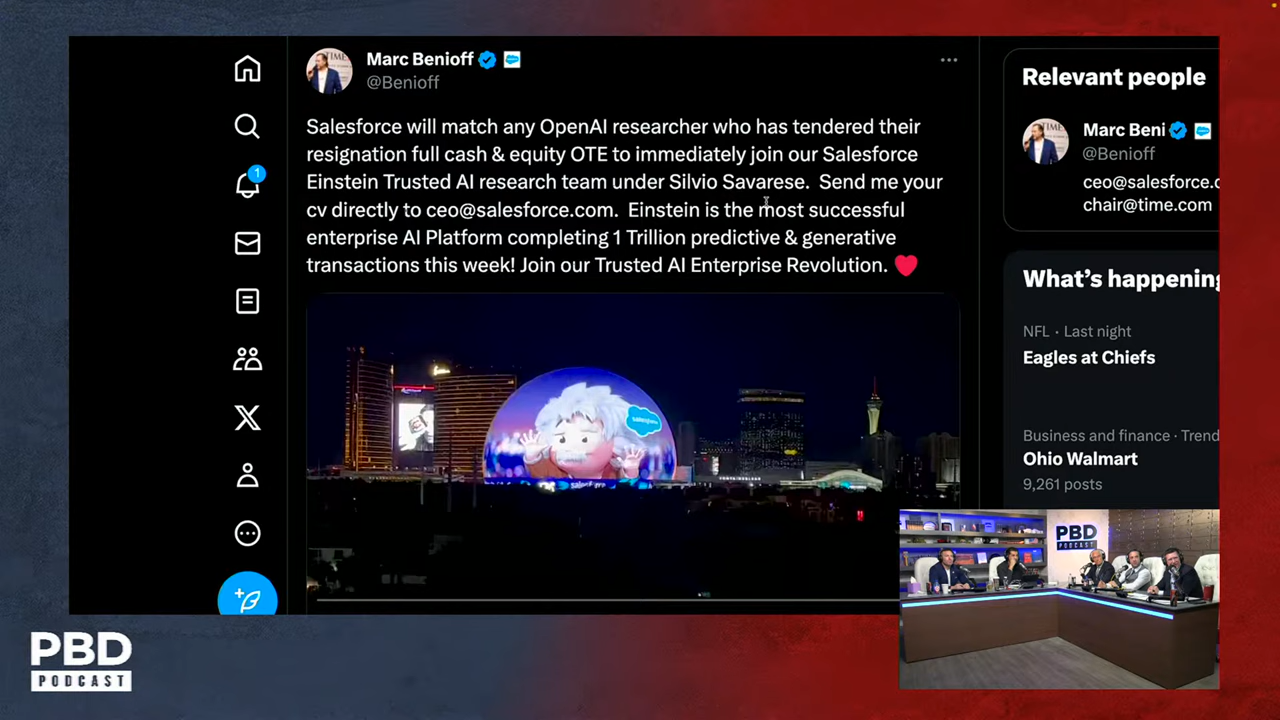 Marc Benioff
@Benioff
Salesforce will match any OpenAI researcher who has tendered their
resignation full cash & equity OTE to immediately join our Salesforce
Einstein Trusted AI research team under Silvio Savarese. Send me your
cv directly to ceo@salesforce.com. Einstein is the most successful
enterprise AI Platform completing 1 Trillion predictive & generative
transactions this week! Join our Trusted AI Enterprise Revolution. ❤️
1
TIME
salesforce
Relevant people
Marc Beni
@Benioff
ceo@salesforce.c
chair@time.com
What's happening
NFL · Last night
Eagles at Chiefs
Business and finance · Trend
Ohio Walmart
9,261 posts
PBD
PODCAST
PBD
PODCAST